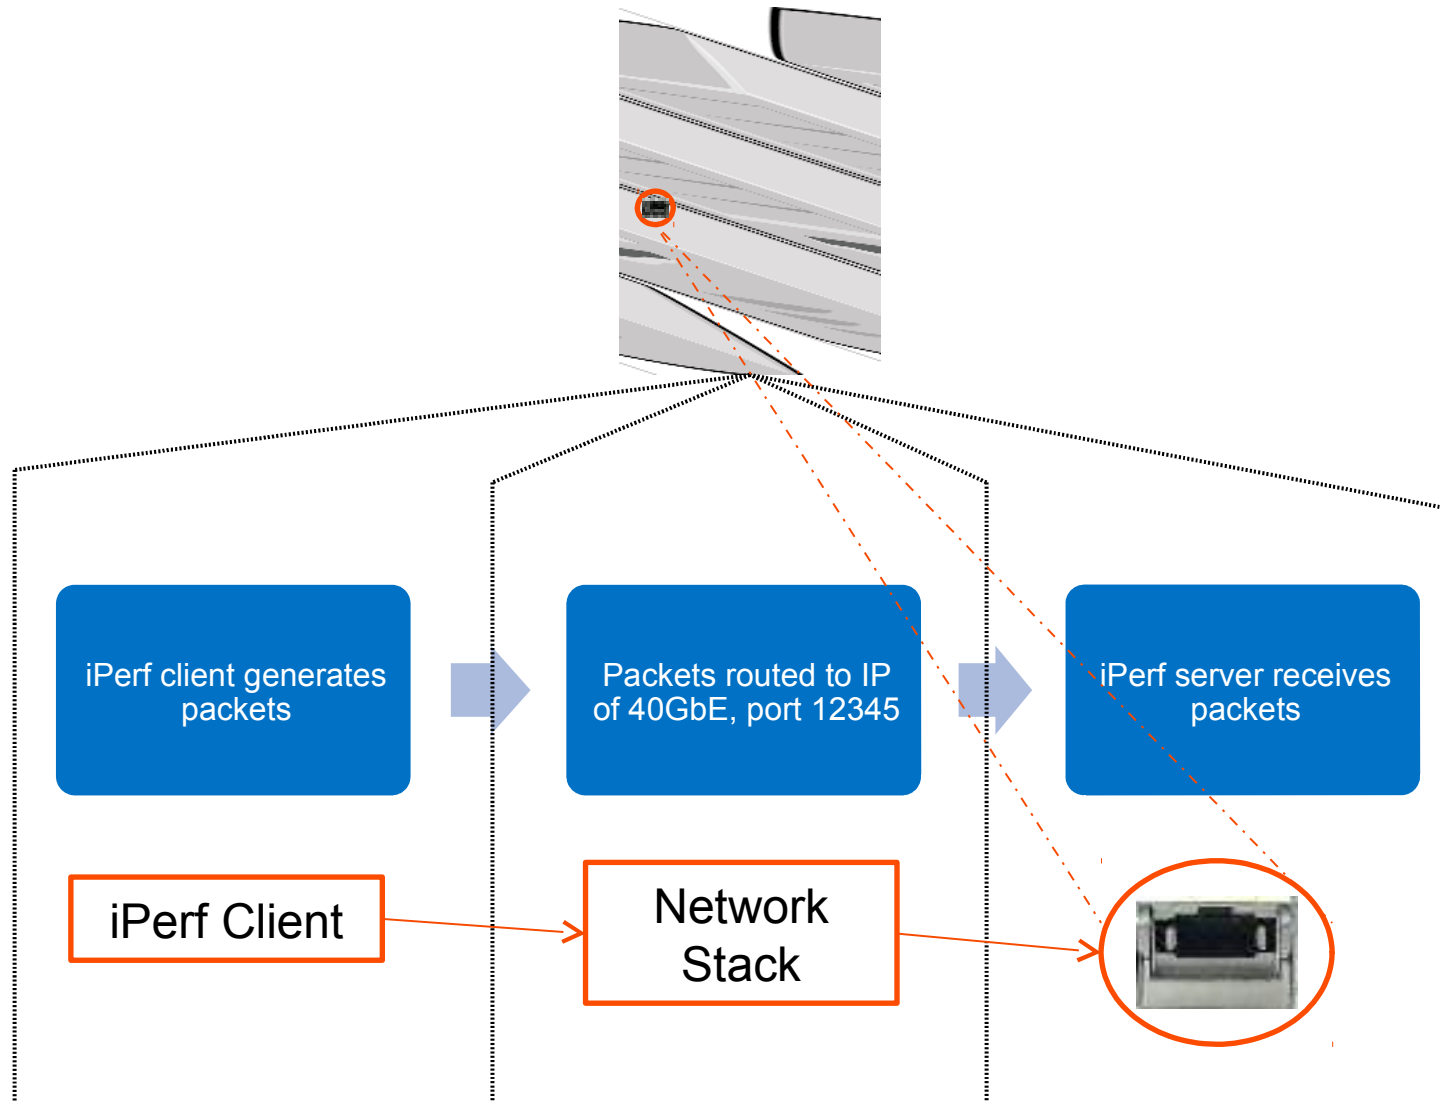 iPerf client generates
packets
Packets routed to IP
of 40GbE, port 12345
iPerf server receives
packets
iPerf Client
Network
Stack